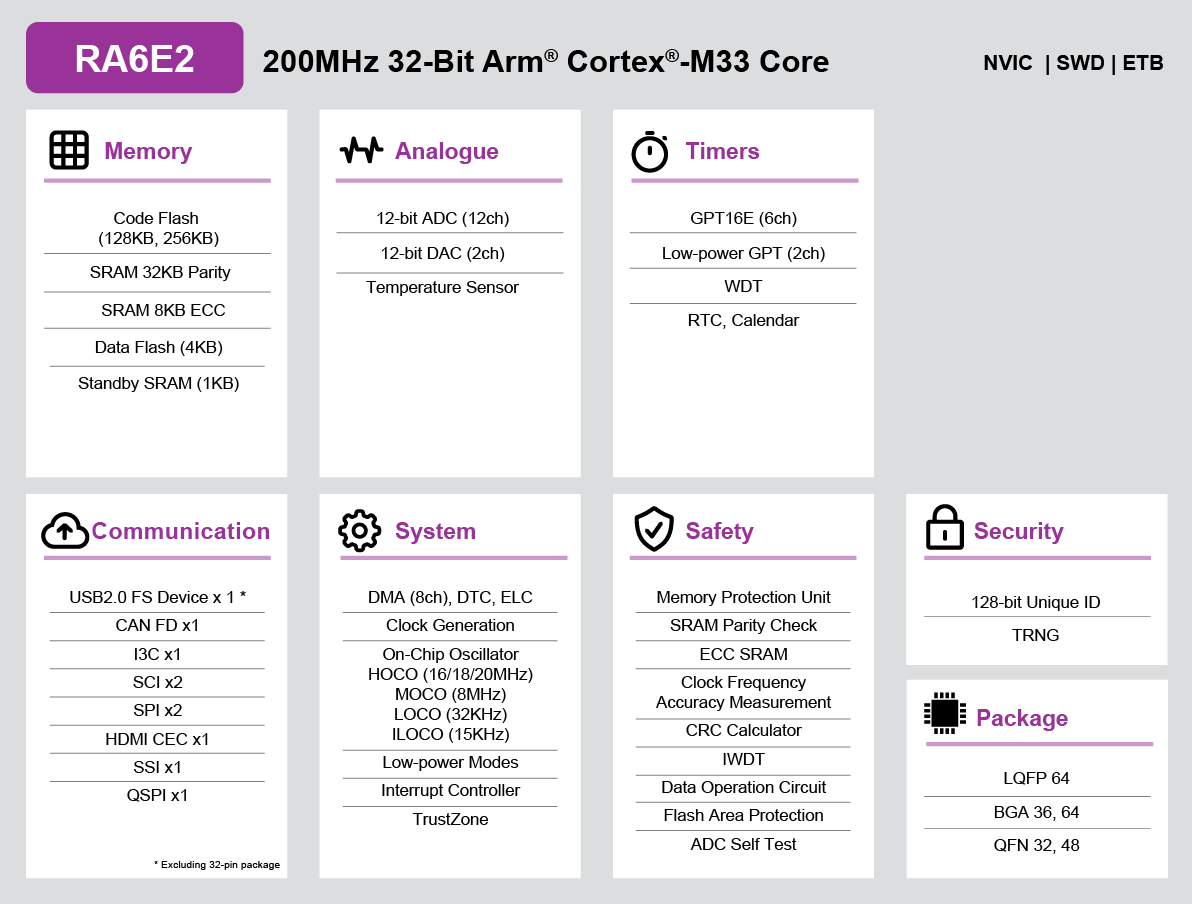 RA6E2
200MHz 32-Bit Arm® Cortex®-M33 Core
NVIC | SWD | ETB
Memory
Code Flash
(128KB, 256KB)
SRAM 32KB Parity
SRAM 8KB ECC
Data Flash (4KB)
Standby SRAM (1KB)
Analogue
12-bit ADC (12ch)
12-bit DAC (2ch)
Temperature Sensor
Timers
GPT16E (6ch)
Low-power GPT (2ch)
WDT
RTC, Calendar
Communication
USB2.0 FS Device x 1 *
CAN FD x1
I3C x1
SCI x2
SPI x2
HDMI CEC x1
SSI x1
QSPI x1
* Excluding 32-pin package
System
DMA (8ch), DTC, ELC
Clock Generation
On-Chip Oscillator
HOCO (16/18/20MHz)
MOCO (8MHz)
LOCO (32KHz)
ILOCO (15KHz)
Low-power Modes
Interrupt Controller
TrustZone
Safety
Memory Protection Unit
SRAM Parity Check
ECC SRAM
Clock Frequency
Accuracy Measurement
CRC Calculator
IWDT
Data Operation Circuit
Flash Area Protection
ADC Self Test
Security
128-bit Unique ID
TRNG
Package
LQFP 64
BGA 36, 64
QFN 32, 48